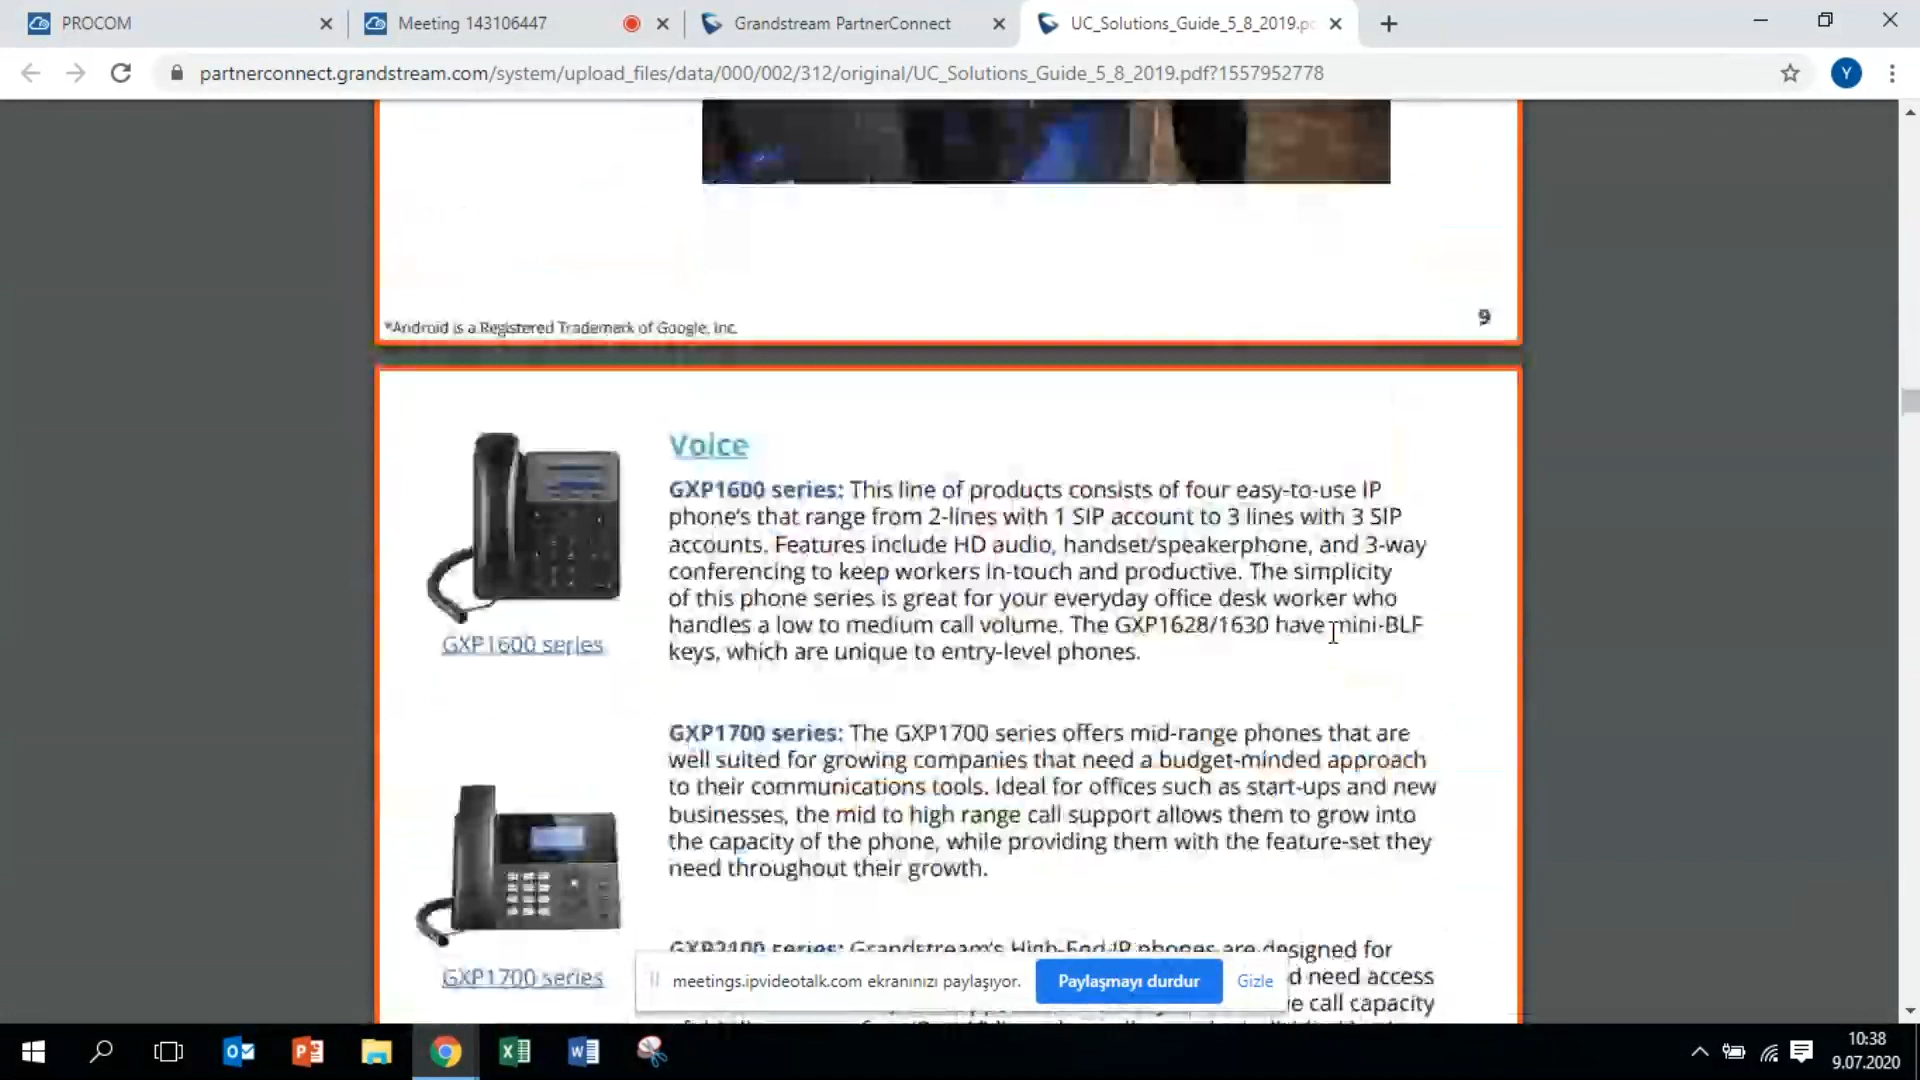 PROCOM
Meeting 143106447
Grandstream PartnerConnect
UC_Solutions_Guide_5_8_2019.p
partnerconnect.grandstream.com/system/upload_files/data/000/002/312/original/UC_Solutions_Guide_5_8_2019.pdf?1557952778
Y
*Android is a Registered Trademark of Google, Inc.
9
Voice
GXP1600 series: This line of products consists of four easy-to-use IP
phone's that range from 2-lines with 1 SIP account to 3 lines with 3 SIP
accounts. Features include HD audio, handset/speakerphone, and 3-way
conferencing to keep workers in-touch and productive. The simplicity
of this phone series is great for your everyday office desk worker who
handles a low to medium call volume. The GXP1628/1630 have mini-BLF
keys, which are unique to entry-level phones.
GXP1600 series
GXP1700 series: The GXP1700 series offers mid-range phones that are
well suited for growing companies that need a budget-minded approach
to their communications tools. Ideal for offices such as start-ups and new
businesses, the mid to high range call support allows them to grow into
the capacity of the phone, while providing them with the feature-set they
need throughout their growth.
GXP1700 series
GXP2100 series: Grandstream's High-End IP phones are designed for
d need access
e call capacity
meetings.ipvideotalk.com ekranınızı paylaşıyor.
Paylaşmayı durdur
Gizle
10:38
9.07.2020